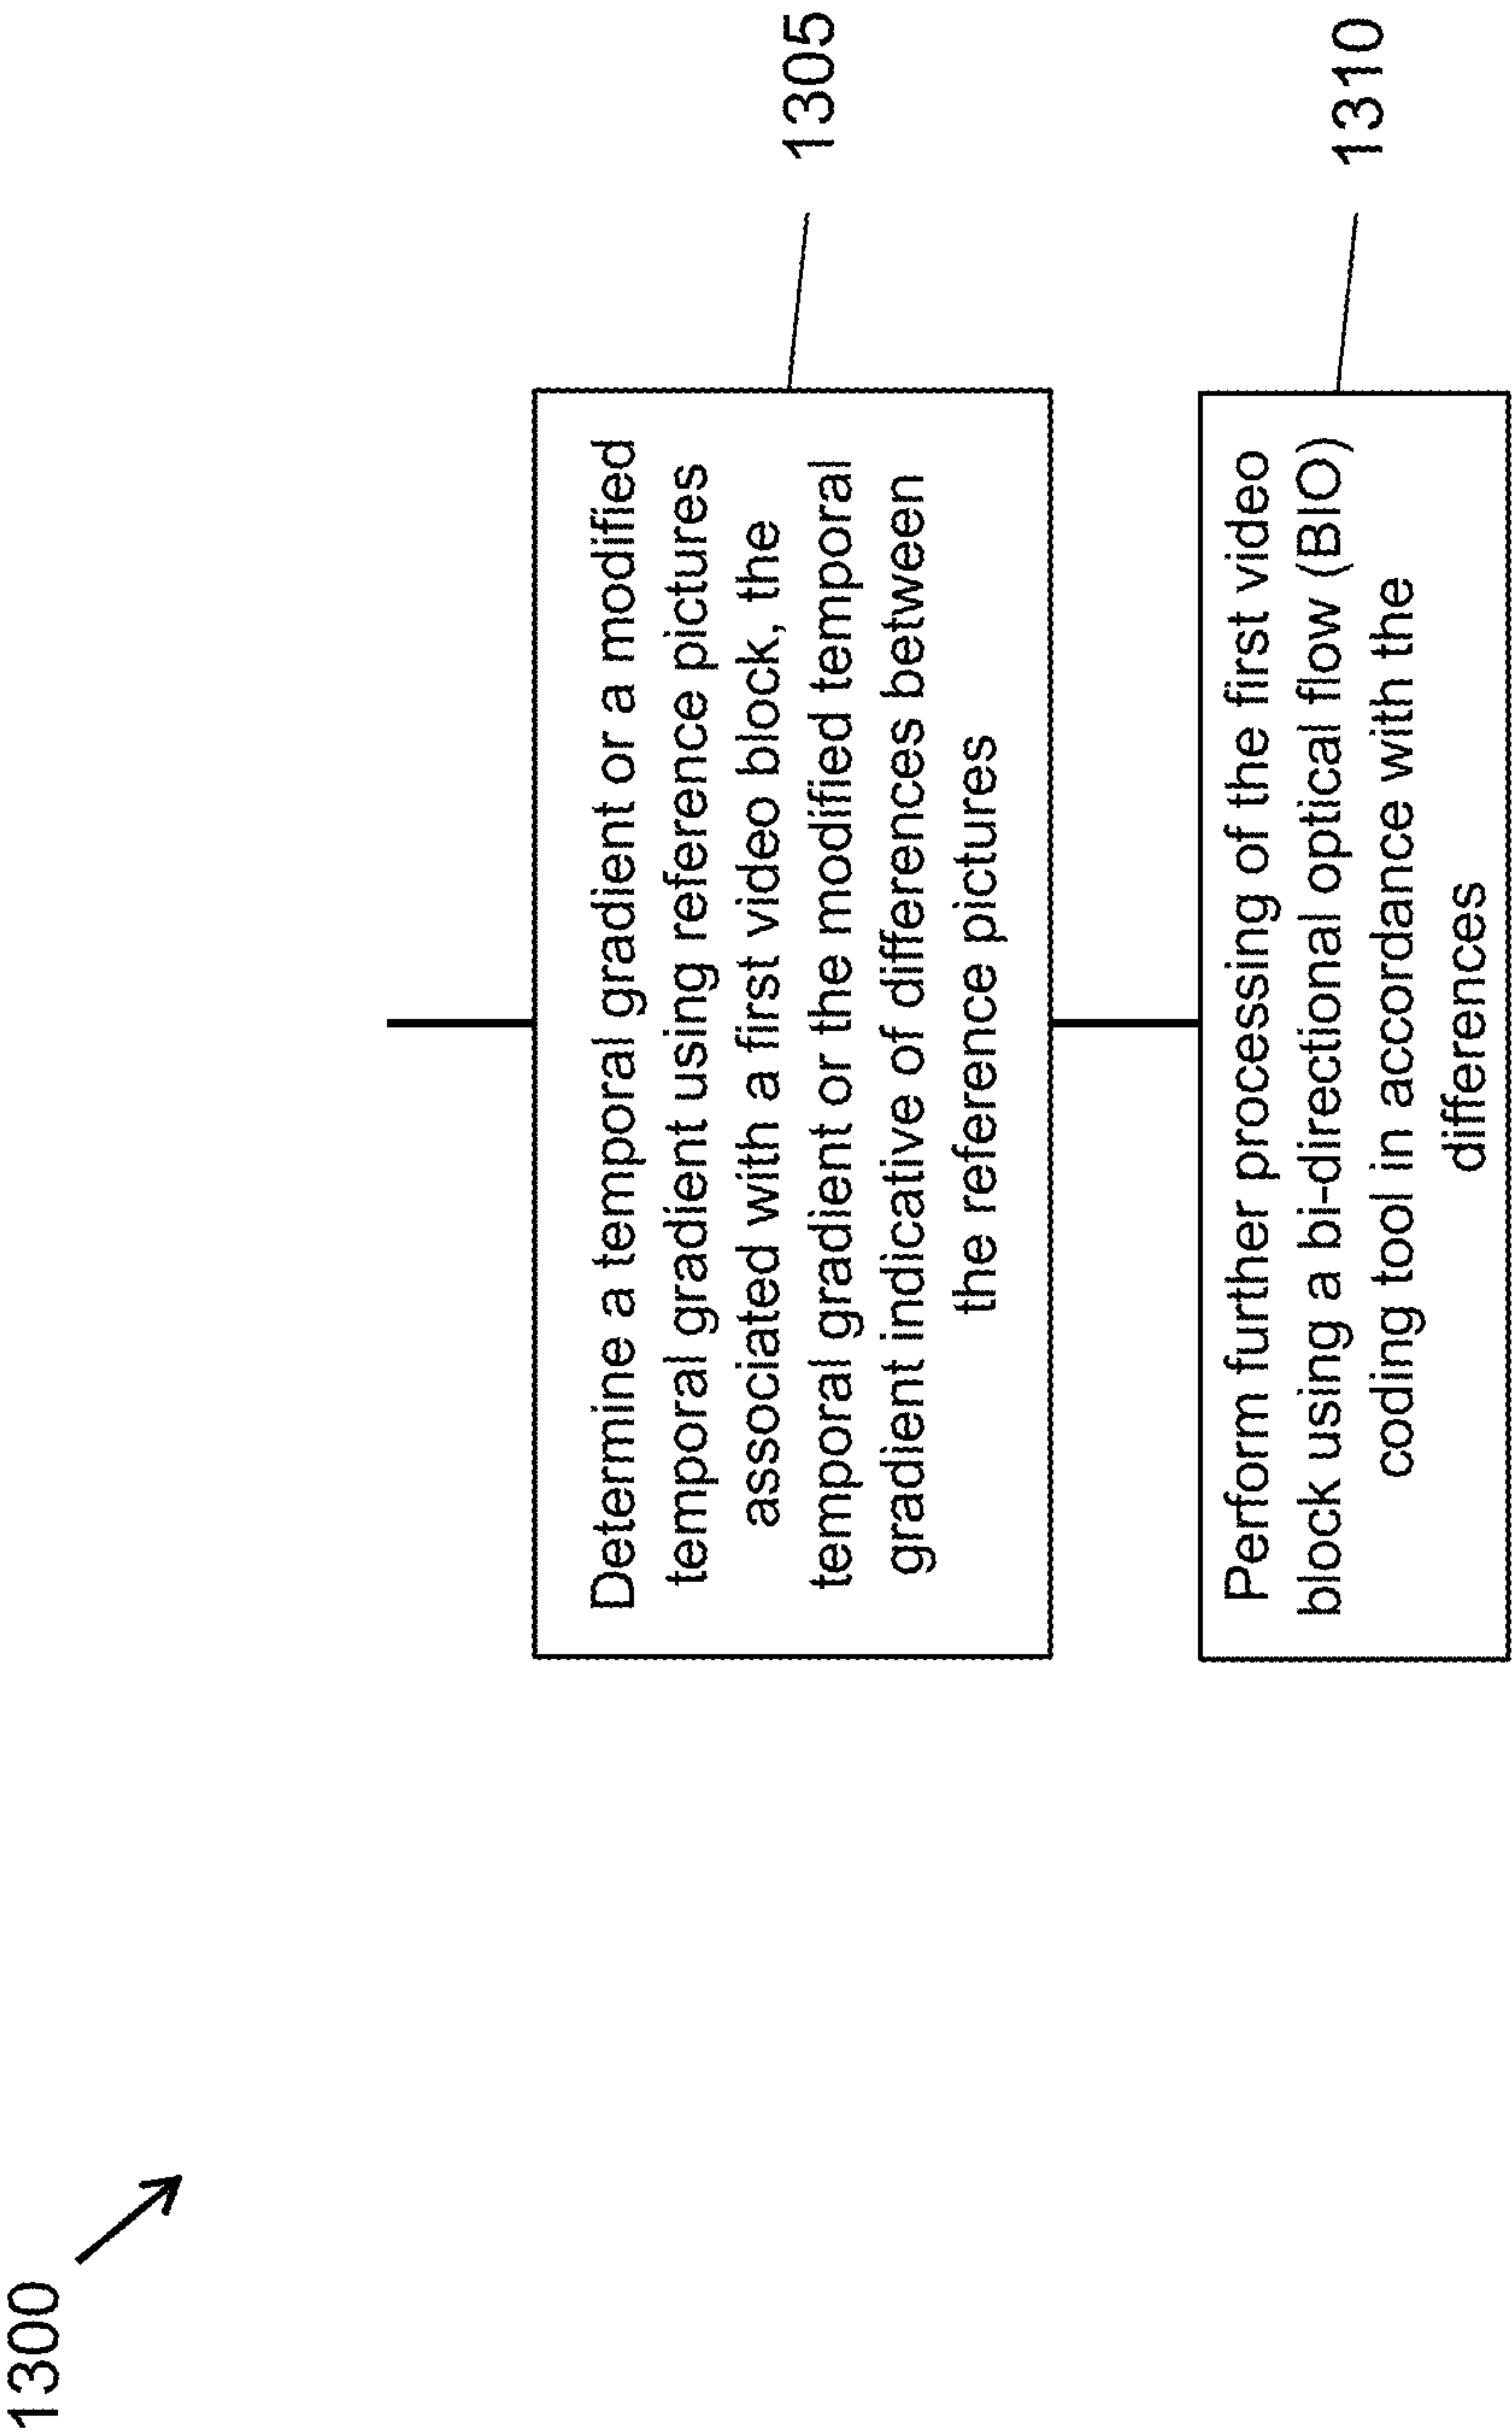 1300
Determine a temporal gradient or a modified
temporal gradient using reference pictures
associated with a first video block, the
temporal gradient or the modified temporal
gradient indicative of differences between
the reference pictures
1305
Perform further processing of the first video
block using a bi-directional optical flow (BIO)
coding tool in accordance with the
differences
1310